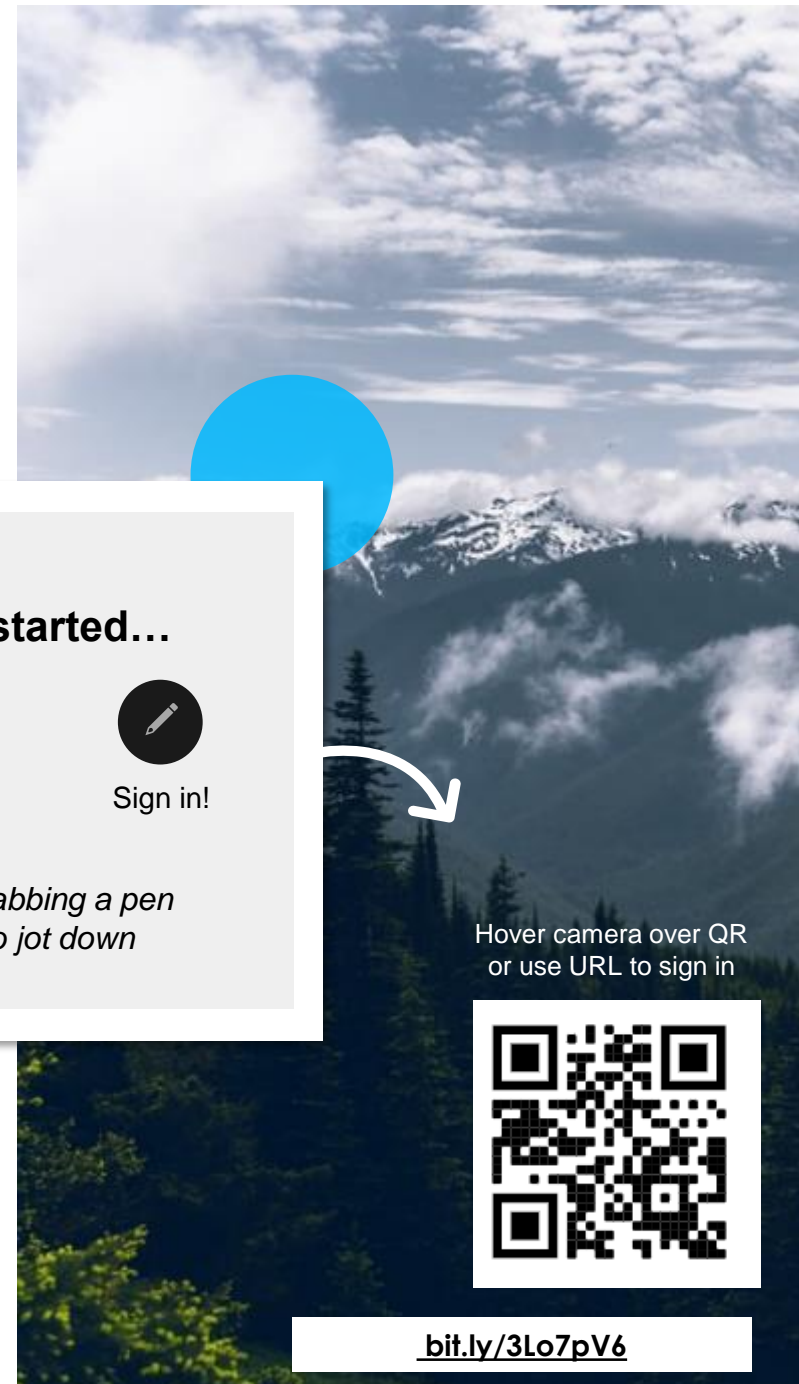 started…
Sign in!
abbing a pen
o jot down
Hover camera over QR
or use URL to sign in
bit.ly/3Lo7pV6